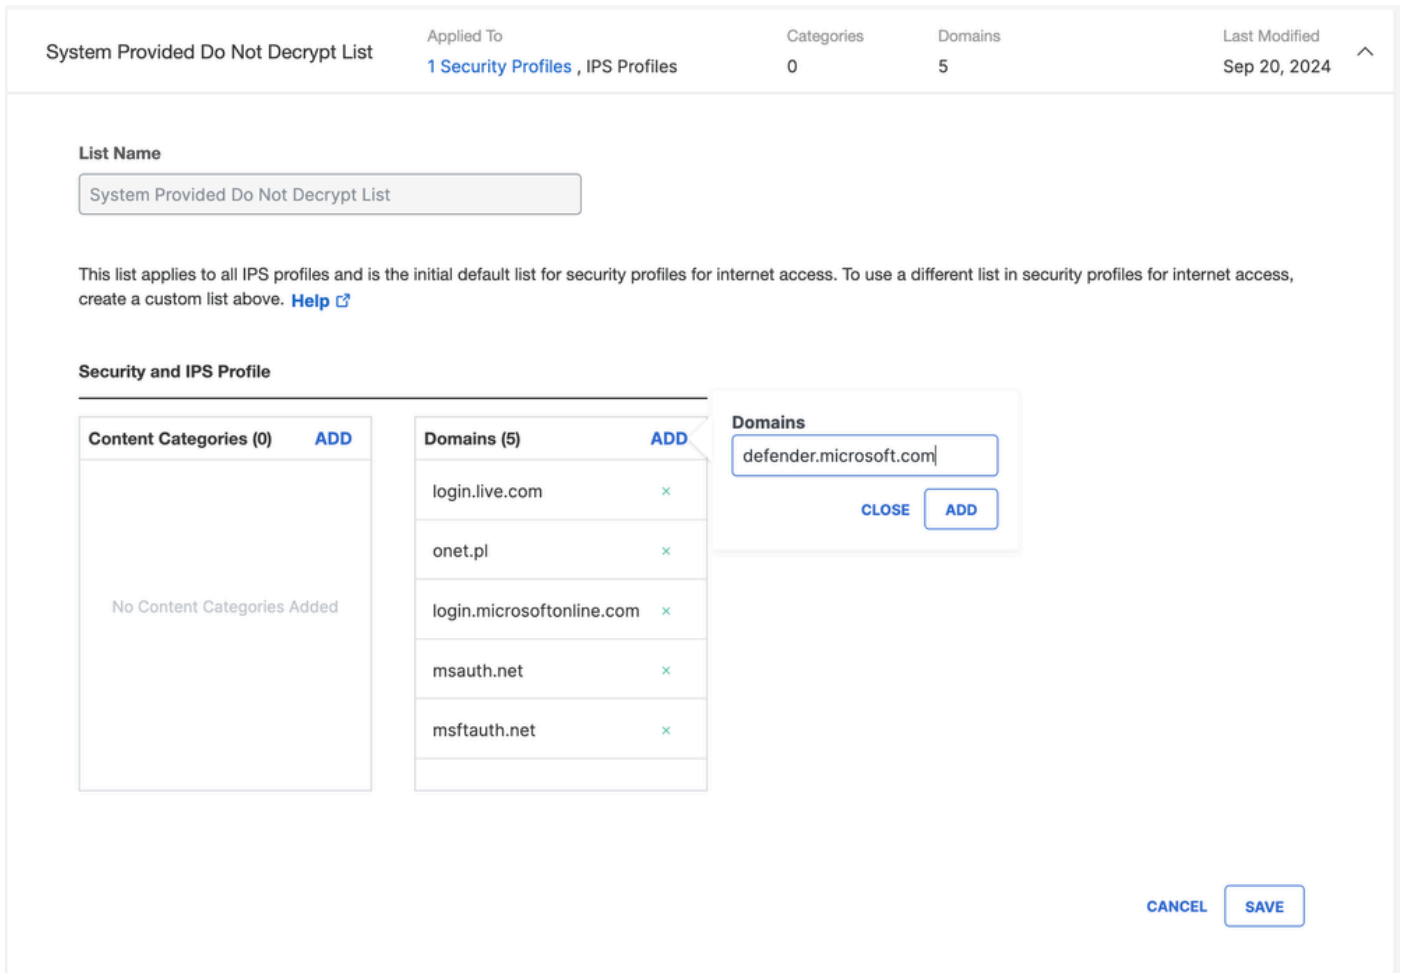 System Provided Do Not Decrypt List
Applied To
1 Security Profiles , IPS Profiles
Categories
0
Domains
5
Last Modified
Sep 20, 2024
List Name
System Provided Do Not Decrypt List
This list applies to all IPS profiles and is the initial default list for security profiles for internet access. To use a different list in security profiles for internet access,
create a custom list above. Help
Security and IPS Profile
Content Categories (0) ADD
No Content Categories Added
Domains (5) ADD
login.live.com ×
onet.pl ×
login.microsoftonline.com ×
msauth.net ×
msftauth.net ×
Domains
defender.microsoft.com
CLOSE ADD
CANCEL SAVE